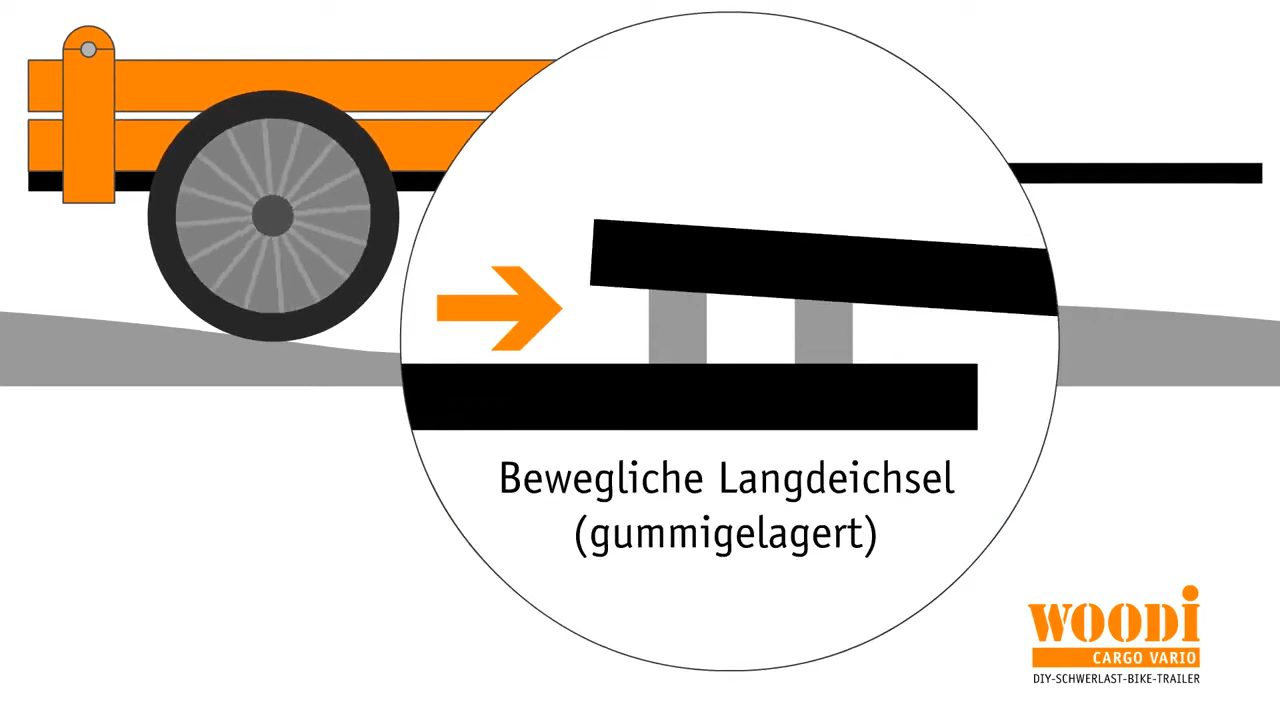 Bewegliche Langdeichsel
(gummigelagert)
WOODi
CARGO VARIO
DIY-SCHWERLAST-BIKE-TRAILER